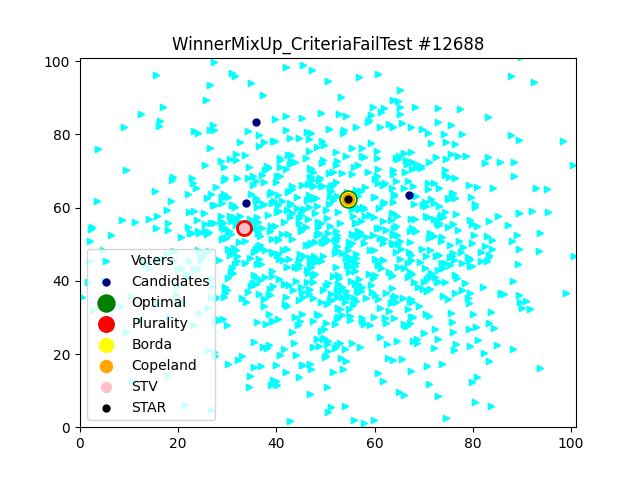 WinnerMixUp_CriteriaFailTest #12688
100
80
60
40
20
0
0 20 40 60 80 100
Voters
Candidates
Optimal
Plurality
Borda
Copeland
STV
STAR